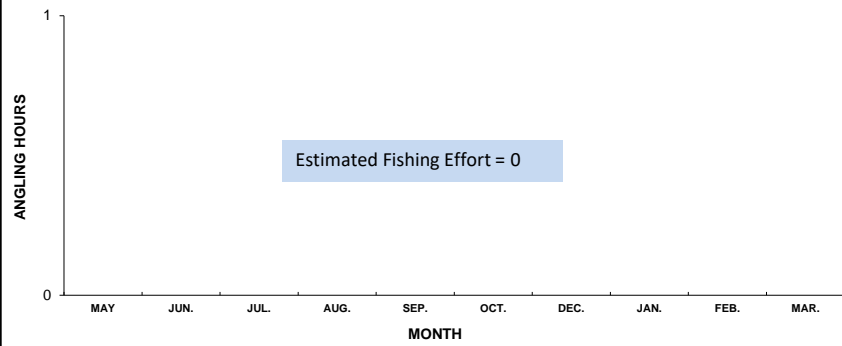 1
ANGLING HOURS
Estimated Fishing Effort = 0
0
MAY JUN. JUL. AUG. SEP. OCT. DEC. JAN. FEB. MAR.
MONTH